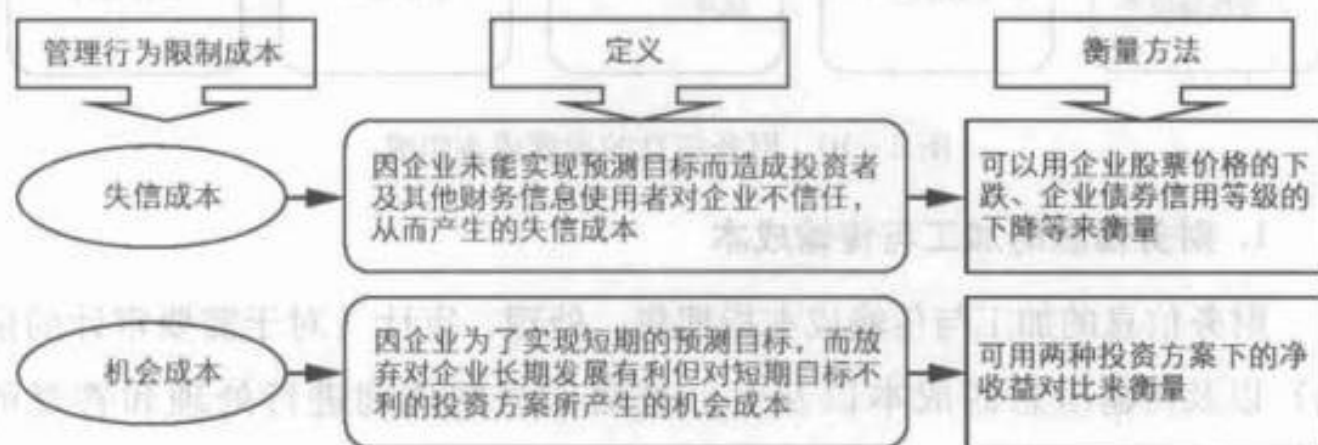 管理行为限制成本
定义
衡量方法
失信成本
因企业未能实现预测目标而造成投资者
及其他财务信息使用者对企业不信任，
从而产生的失信成本
可以用企业股票价格的下
跌、企业债券信用等级的
下降等来衡量
机会成本
因企业为了实现短期的预测目标，而放
弃对企业长期发展有利但对短期目标不
利的投资方案所产生的机会成本
可用两种投资方案下的净
收益对比来衡量